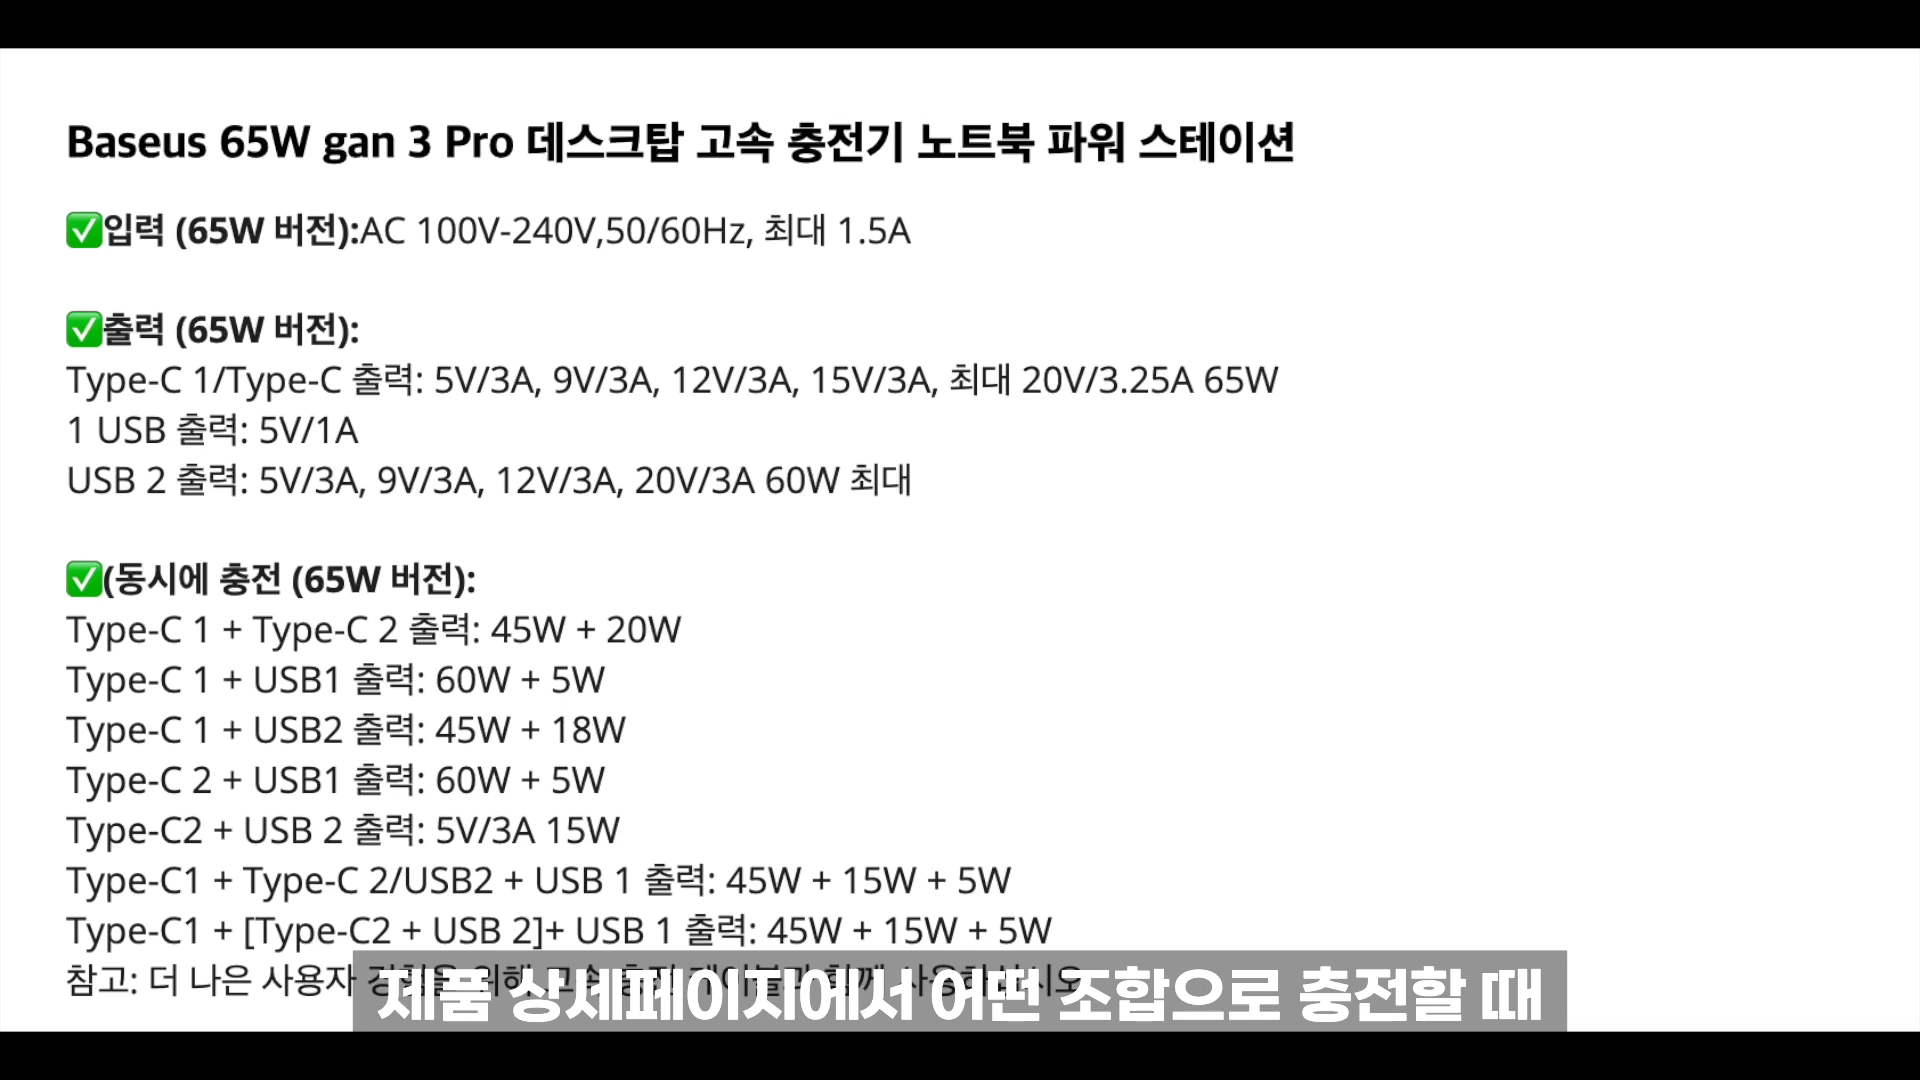 Baseus 65W gan 3 Pro 데스크탑 고속 충전기 노트북 파워 스테이션
✅입력 (65W 버전):AC 100V-240V,50/60Hz, 최대 1.5A
✅출력 (65W 버전):
Type-C 1/Type-C 출력: 5V/3A, 9V/3A, 12V/3A, 15V/3A, 최대 20V/3.25A 65W
1 USB 출력: 5V/1A
USB 2 출력: 5V/3A, 9V/3A, 12V/3A, 20V/3A 60W 최대
✅(동시에 충전 (65W 버전):
Type-C 1 + Type-C 2 출력: 45W + 20W
Type-C 1 + USB1 출력: 60W + 5W
Type-C 1 + USB2 출력: 45W + 18W
Type-C 2 + USB1 출력: 60W + 5W
Type-C2 + USB 2 출력: 5V/3A 15W
Type-C1 + Type-C 2/USB2 + USB 1 출력: 45W + 15W + 5W
Type-C1 + [Type-C2 + USB 2]+ USB 1 출력: 45W + 15W + 5W
참고: 더 나은 사용자
제품 상세페이지에서 어떤 조합으로 충전할 때